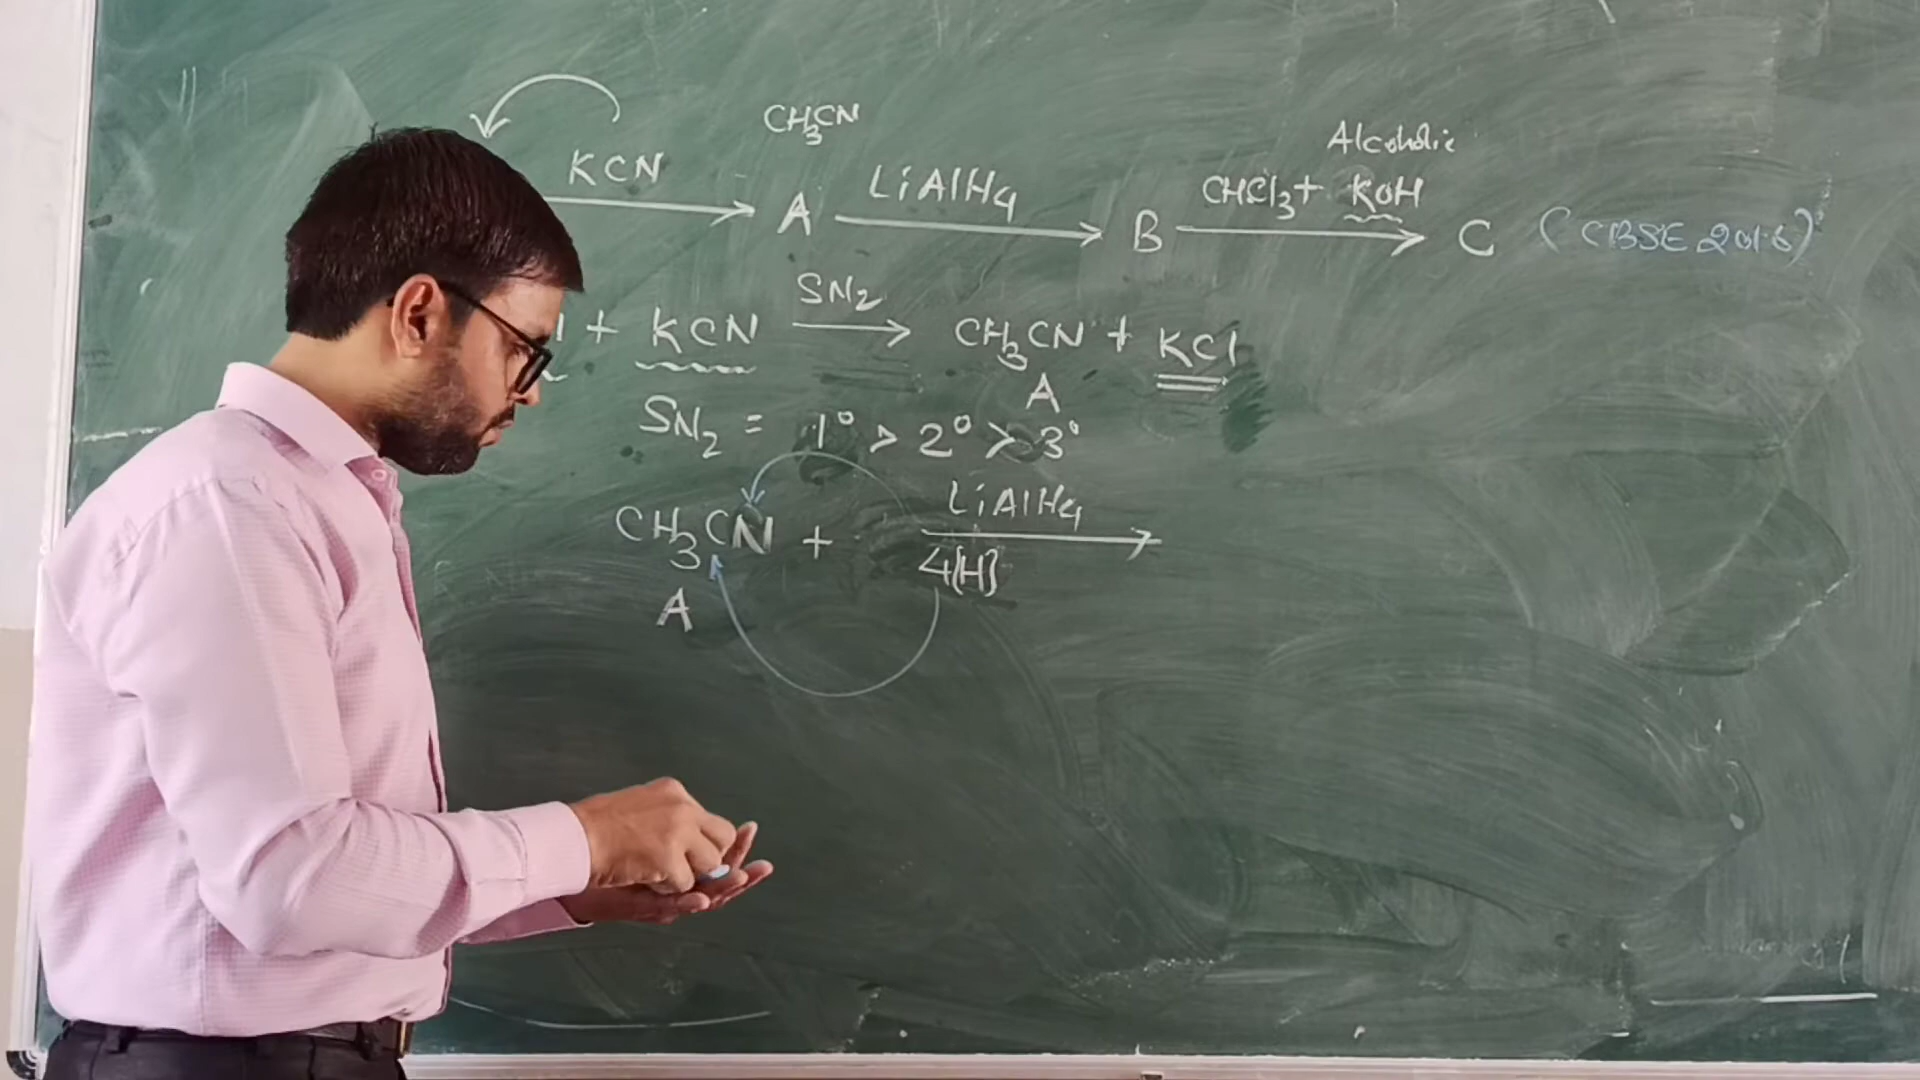 CH3CN
Alcoholic
KCN A LiAlH4 B CHCl3+ KOH C (CBSE 2016)
l + KCN SN2 CH3CN + KCl
A
SN2 = 1° > 2° > 3°
CH3CN + LiAlH4
4[H]
A